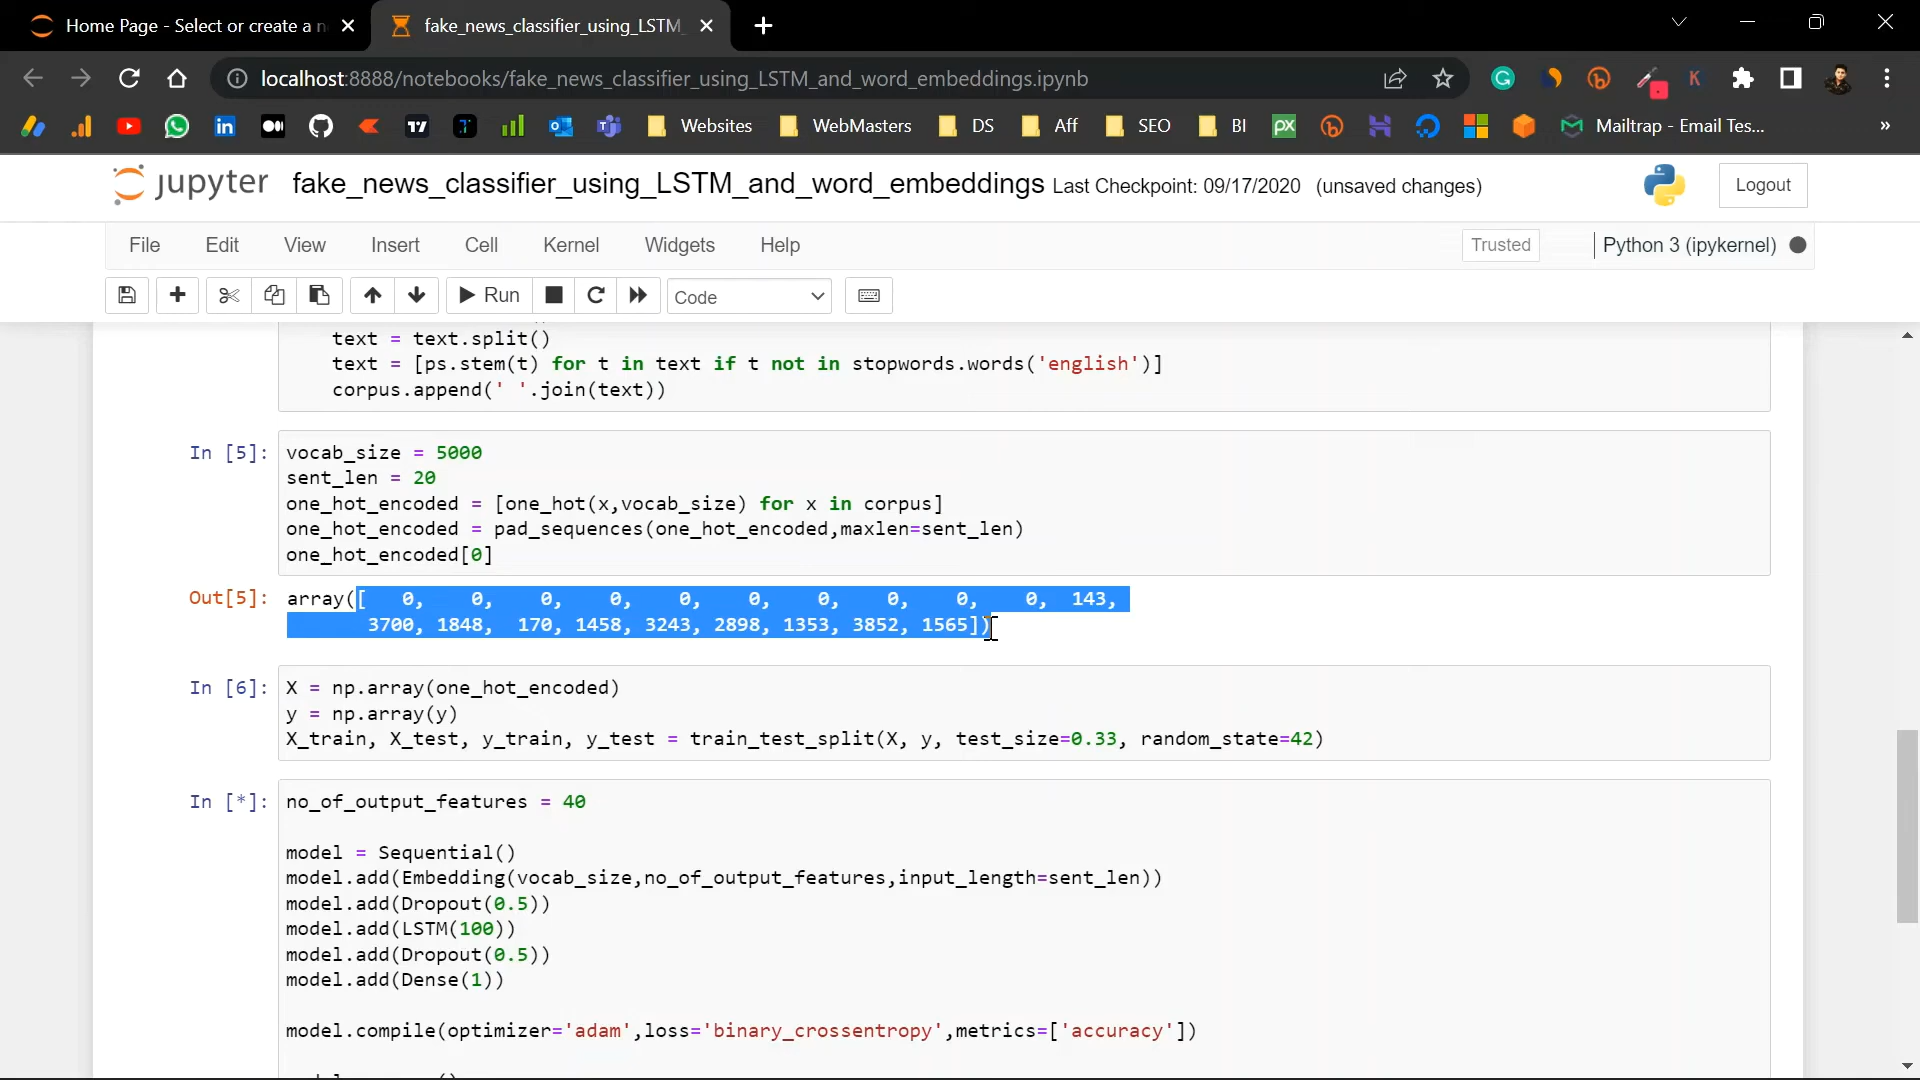 Home Page - Select or create a n
fake_news_classifier_using_LSTM
localhost:8888/notebooks/fake_news_classifier_using_LSTM_and_word_embeddings.ipynb
Websites
WebMasters
DS
Aff
SEO
BI
Mailtrap - Email Tes...
jupyter fake_news_classifier_using_LSTM_and_word_embeddings Last Checkpoint: 09/17/2020 (unsaved changes)
Logout
File Edit View Insert Cell Kernel Widgets Help
Trusted
Python 3 (ipykernel)
Run
Code
text = text.split()
text = [ps.stem(t) for t in text if t not in stopwords.words('english')]
corpus.append(' '.join(text))
In [5]: vocab_size = 5000
sent_len = 20
one_hot_encoded = [one_hot(x,vocab_size) for x in corpus]
one_hot_encoded = pad_sequences(one_hot_encoded,maxlen=sent_len)
one_hot_encoded[0]
Out[5]: array([ 0, 0, 0, 0, 0, 0, 0, 0, 0, 0, 143,
3700, 1848, 170, 1458, 3243, 2898, 1353, 3852, 1565])
In [6]: X = np.array(one_hot_encoded)
y = np.array(y)
X_train, X_test, y_train, y_test = train_test_split(X, y, test_size=0.33, random_state=42)
In [*]: no_of_output_features = 40
model = Sequential()
model.add(Embedding(vocab_size,no_of_output_features,input_length=sent_len))
model.add(Dropout(0.5))
model.add(LSTM(100))
model.add(Dropout(0.5))
model.add(Dense(1))
model.compile(optimizer='adam',loss='binary_crossentropy',metrics=['accuracy'])